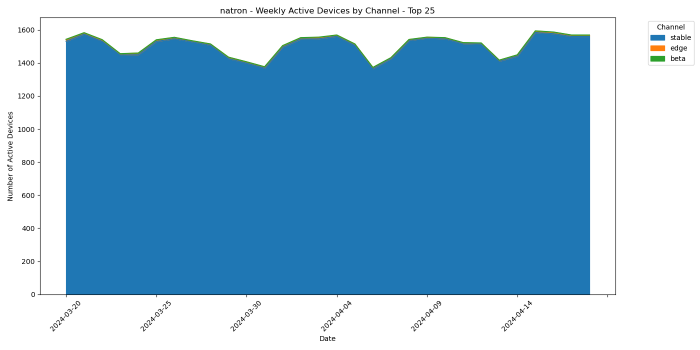 natron - Weekly Active Devices by Channel - Top 25
Channel
stable
edge
beta
Number of Active Devices
1600
1400
1200
1000
800
600
400
200
0
2024-03-20
2024-03-25
2024-03-30
2024-04-04
2024-04-09
2024-04-14
Date